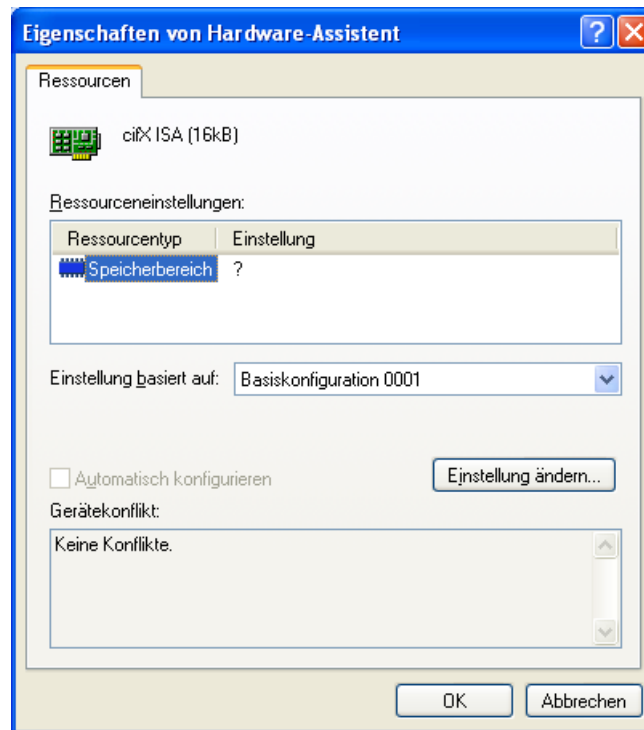 Eigenschaften von Hardware-Assistent
Ressourcen
cifX ISA (16kB)
Ressourceneinstellungen:
Ressourcentyp Einstellung
Speicherbereich ?
Einstellung basiert auf: Basiskonfiguration 0001
Automatisch konfigurieren Einstellung ändern...
Gerätekonflikt:
Keine Konflikte.
OK Abbrechen